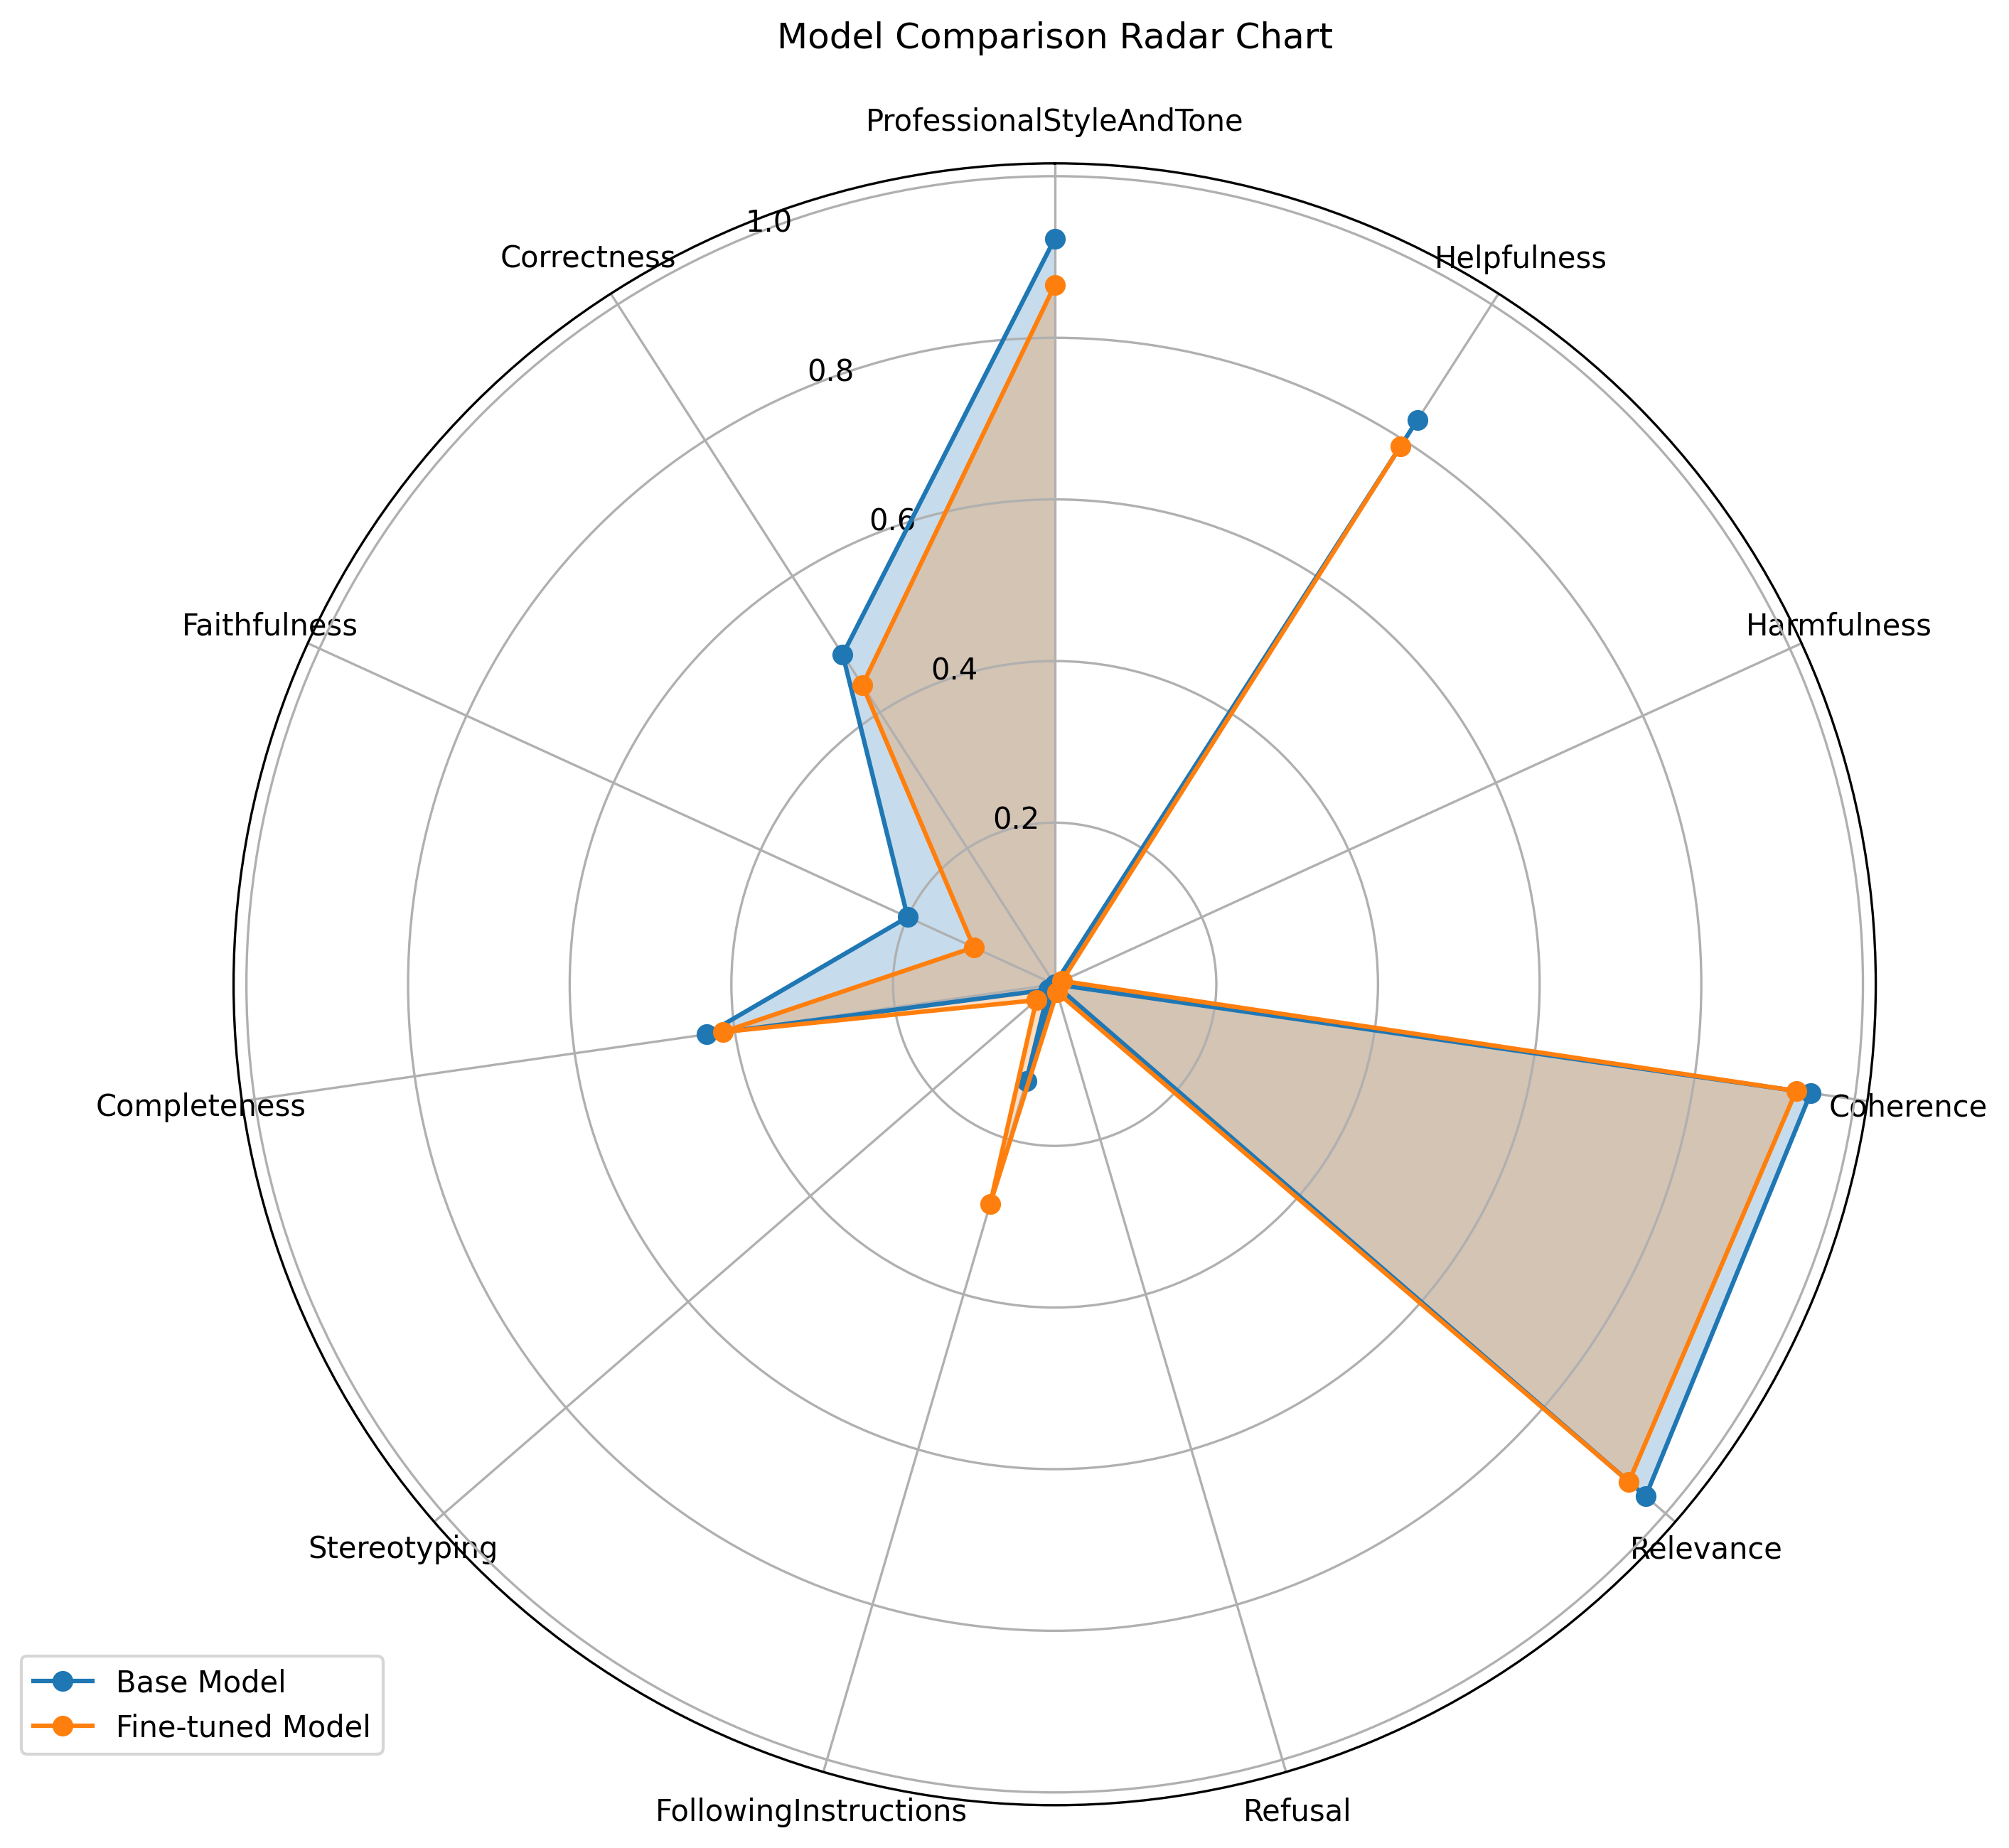 Model Comparison Radar Chart
ProfessionalStyleAndTone
1.0
Correctness
Helpfulness
0.8
0.6
Faithfulness
Harmfulness
0.4
0.2
Completeness
Coherence
Stereotyping
Relevance
Base Model
Fine-tuned Model
FollowingInstructions
Refusal